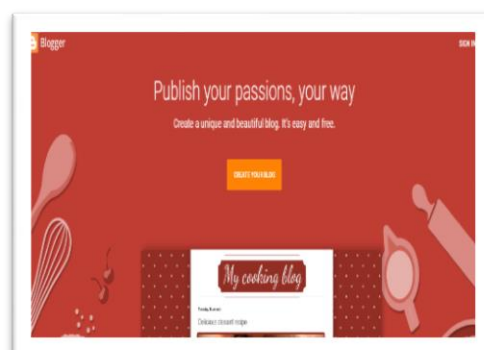 Blogger
SIGN IN
Publish your passions, your way
Create a unique and beautiful blog. It's easy and free.
CREATE YOUR BLOG
My cooking blog
Delicious croissant recipe